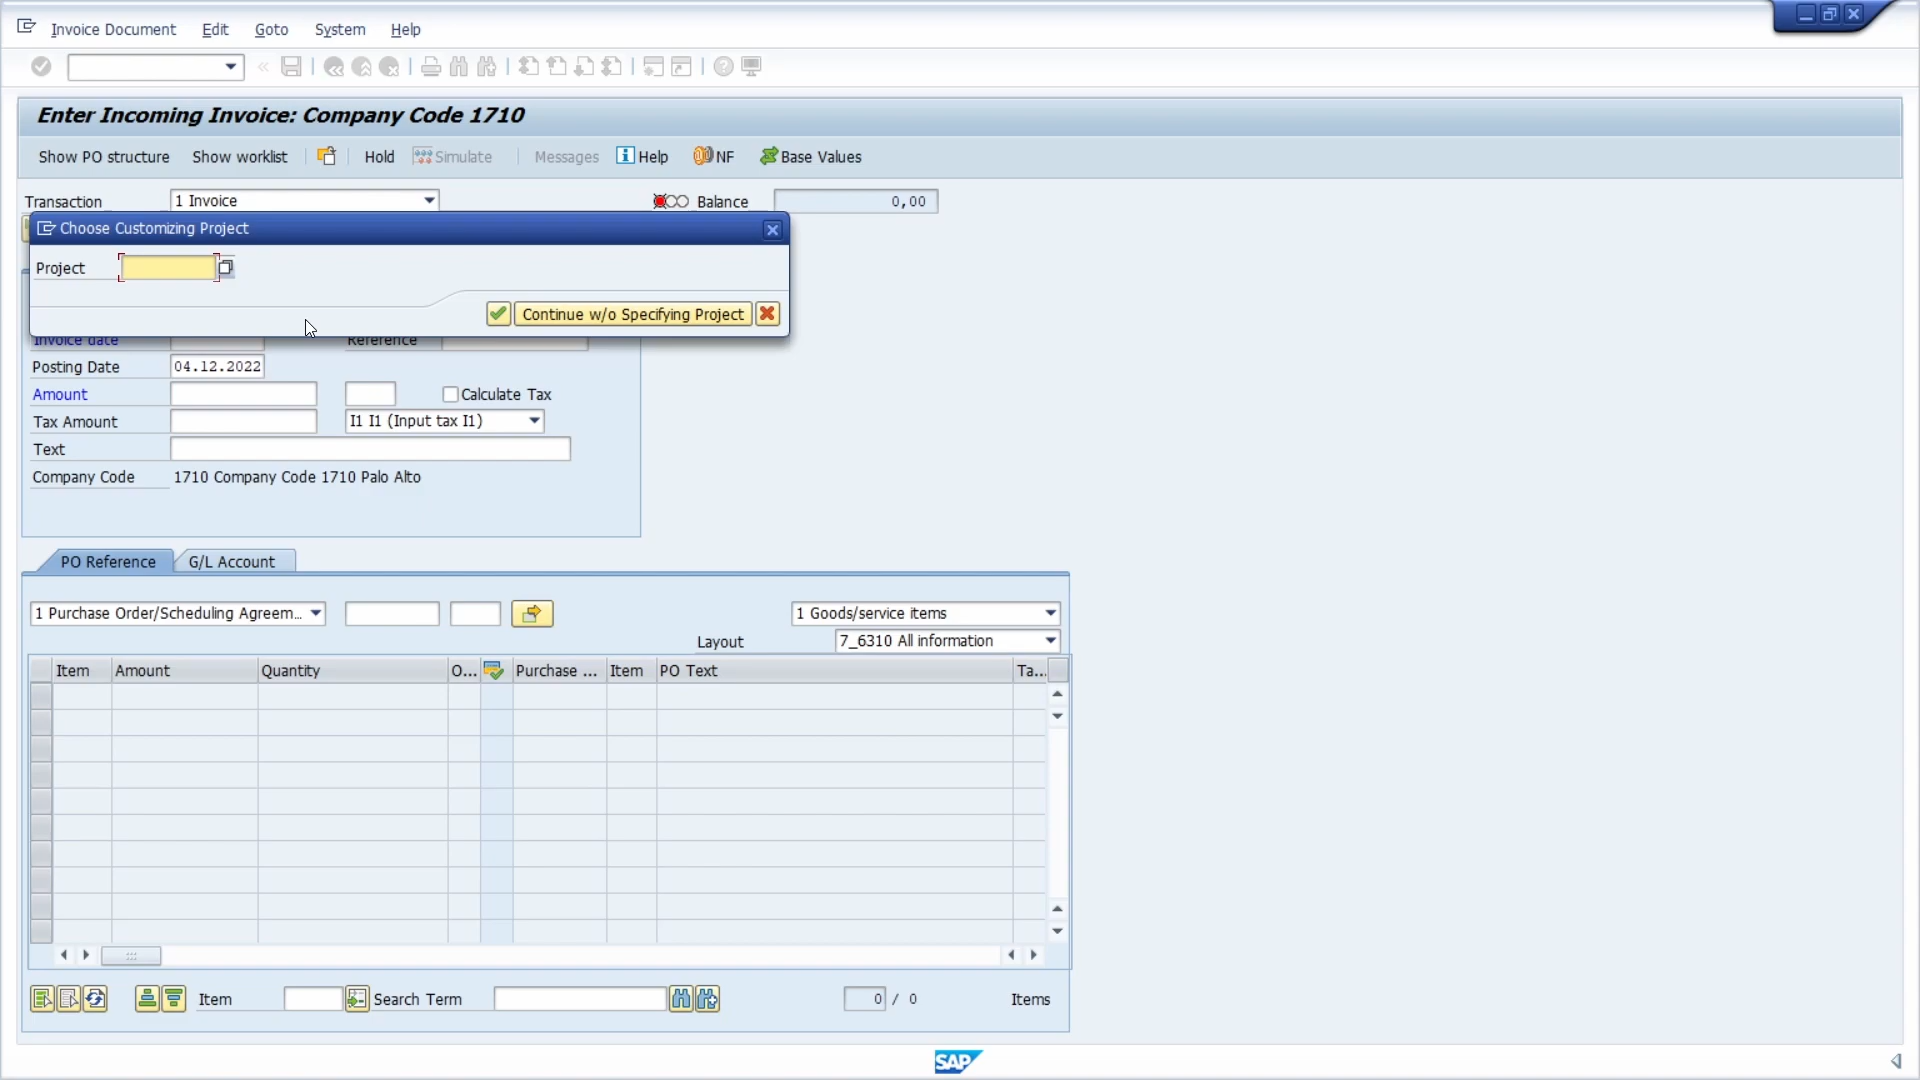 Invoice Document Edit Goto System Help
Enter Incoming Invoice: Company Code 1710
Show PO structure Show worklist Hold Simulate Messages Help NF Base Values
Transaction 1 Invoice Balance 0,00
Choose Customizing Project
Project
Continue w/o Specifying Project
Invoice date Reference
Posting Date 04.12.2022
Amount Calculate Tax
Tax Amount I1 I1 (Input tax I1)
Text
Company Code 1710 Company Code 1710 Palo Alto
PO Reference G/L Account
1 Purchase Order/Scheduling Agreem... 1 Goods/service items
Layout 7_6310 All information
Item Amount Quantity O... Purchase ... Item PO Text Ta...
Item Search Term 0 / 0 Items
SAP